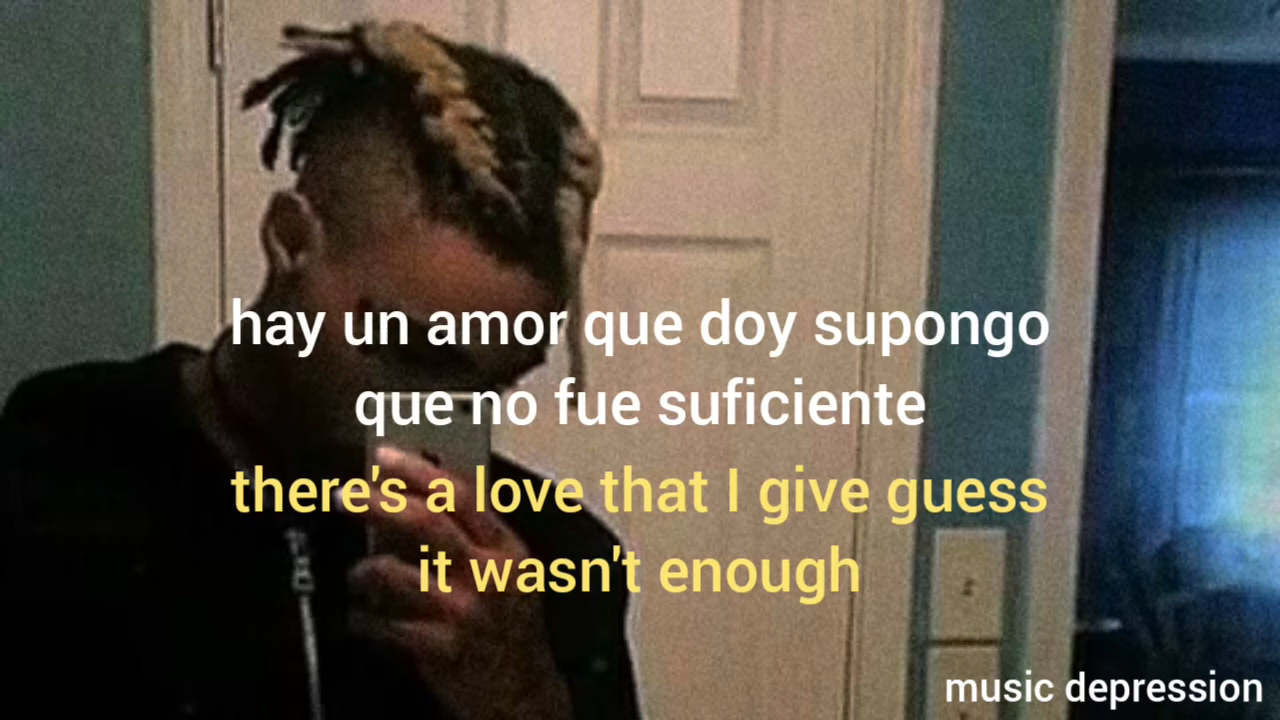 hay un amor que doy supongo
que no fue suficiente
there's a love that I give guess
it wasn't enough
music depression